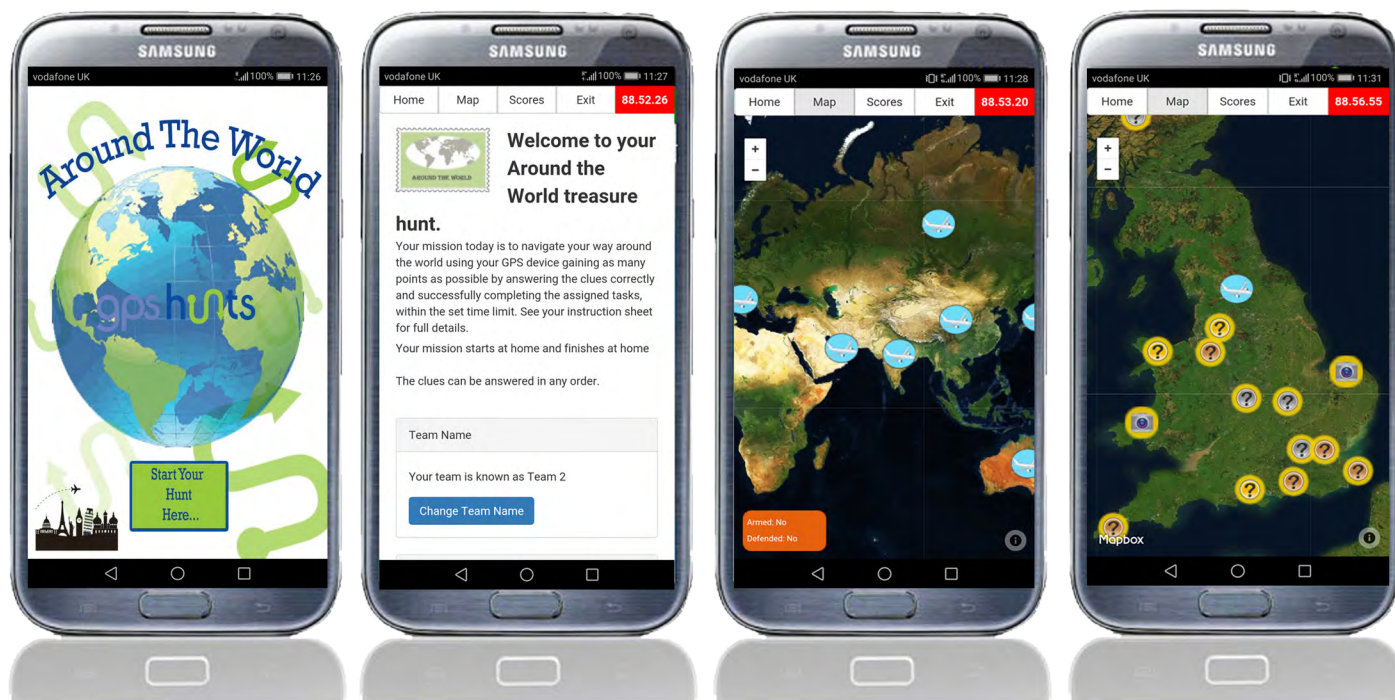 SAMSUNG
vodafone UK
100% 11:26
Around The World
gpshunts
Start Your
Hunt
Here...
SAMSUNG
vodafone UK
100% 11:27
Home Map Scores Exit 88.52.26
AROUND THE WORLD
Welcome to your
Around the
World treasure
hunt.
Your mission today is to navigate your way around
the world using your GPS device gaining as many
points as possible by answering the clues correctly
and successfully completing the assigned tasks,
within the set time limit. See your instruction sheet
for full details.
Your mission starts at home and finishes at home
The clues can be answered in any order.
Team Name
Your team is known as Team 2
Change Team Name
SAMSUNG
vodafone UK
100% 11:28
Home Map Scores Exit 88.53.20
+
-
Armed: No
Defended: No
i
SAMSUNG
vodafone UK
100% 11:31
Home Map Scores Exit 88.56.55
?
+
-
?
?
?
?
?
?
?
?
?
?
?
Mapbox
i